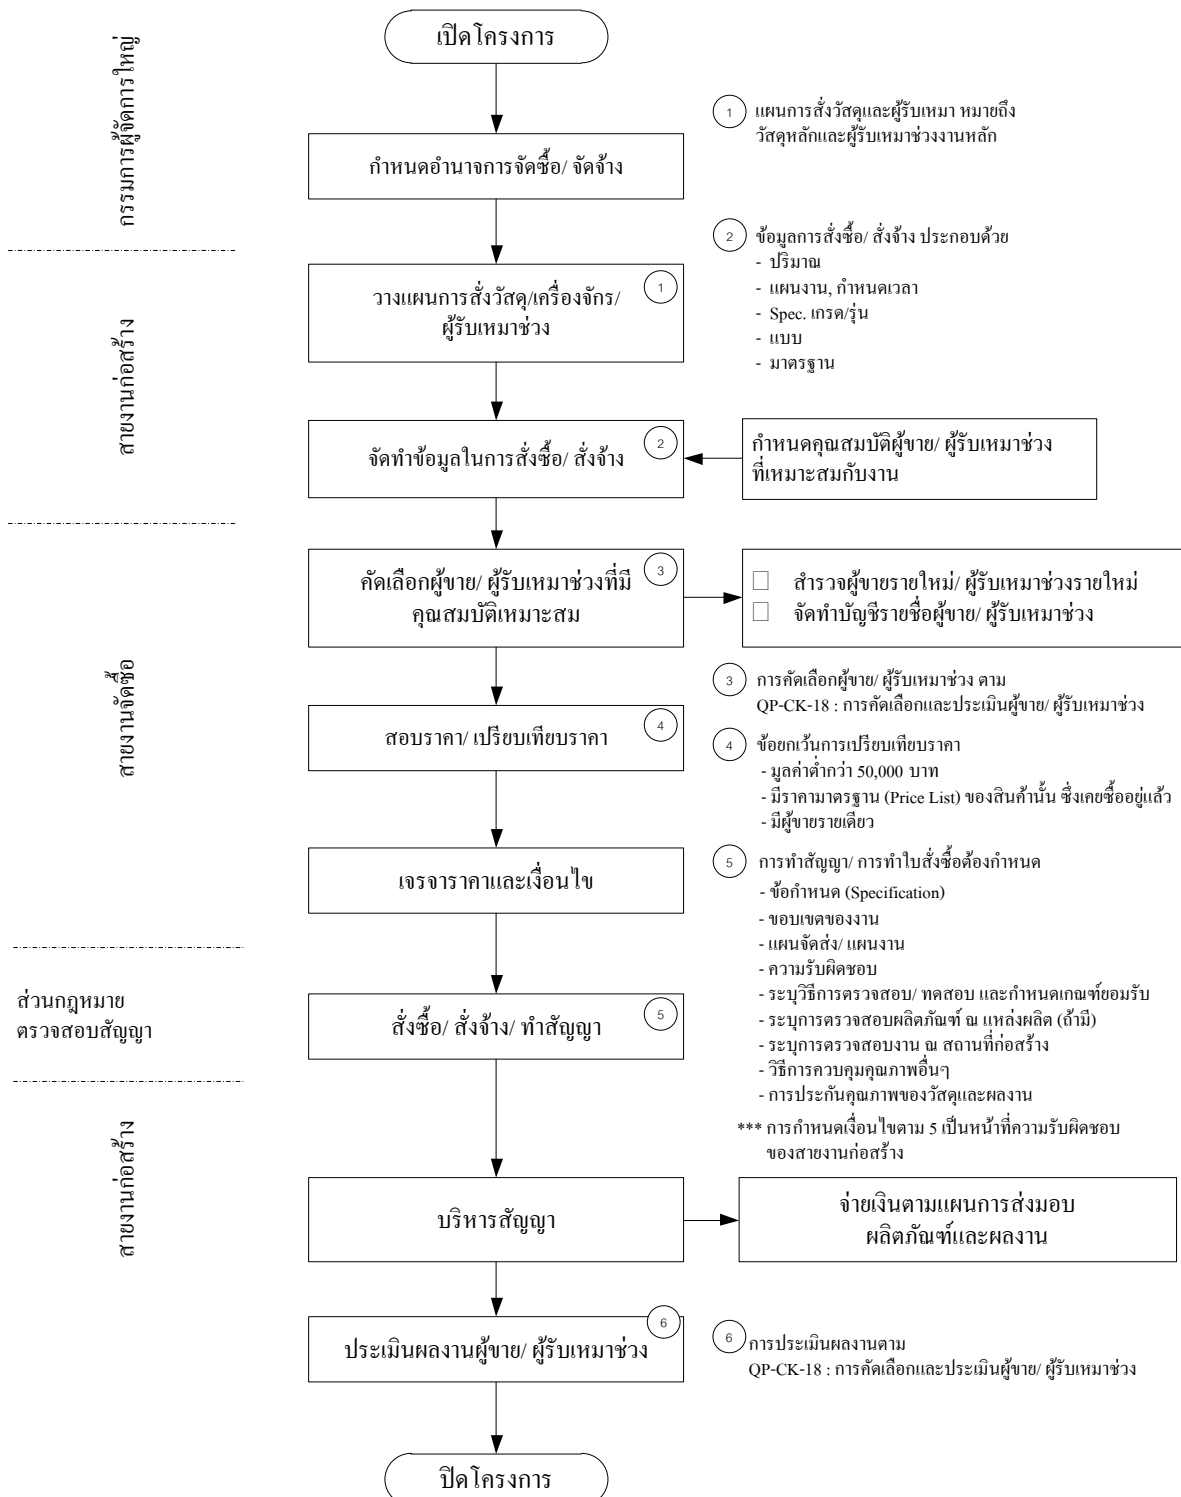 เปิดโครงการ
กรรมการผู้จัดการใหญ่
1
แผนการสั่งวัสดุและผู้รับเหมา หมายถึง
วัสดุหลักและผู้รับเหมาช่วงงานหลัก
กำหนดอำนาจการจัดซื้อ/ จัดจ้าง
2
ข้อมูลการสั่งซื้อ/ สั่งจ้าง ประกอบด้วย
- ปริมาณ
- แผนงาน, กำหนดเวลา
- Spec. เกรด/รุ่น
- แบบ
- มาตรฐาน
สายงานก่อสร้าง
วางแผนการสั่งวัสดุ/เครื่องจักร/
ผู้รับเหมาช่วง
1
จัดทำข้อมูลในการสั่งซื้อ/ สั่งจ้าง
2
กำหนดคุณสมบัติผู้ขาย/ ผู้รับเหมาช่วง
ที่เหมาะสมกับงาน
สายงานจัดซื้อ
คัดเลือกผู้ขาย/ ผู้รับเหมาช่วงที่มี
คุณสมบัติเหมาะสม
3
□ สำรวจผู้ขายรายใหม่/ ผู้รับเหมาช่วงรายใหม่
□ จัดทำบัญชีรายชื่อผู้ขาย/ ผู้รับเหมาช่วง
3
การคัดเลือกผู้ขาย/ ผู้รับเหมาช่วง ตาม
QP-CK-18 : การคัดเลือกและประเมินผู้ขาย/ ผู้รับเหมาช่วง
สอบราคา/ เปรียบเทียบราคา
4
4
ข้อยกเว้นการเปรียบเทียบราคา
- มูลค่าต่ำกว่า 50,000 บาท
- มีราคามาตรฐาน (Price List) ของสินค้านั้น ซึ่งเคยซื้ออยู่แล้ว
- มีผู้ขายรายเดียว
เจรจาราคาและเงื่อนไข
5
การทำสัญญา/ การทำใบสั่งซื้อต้องกำหนด
- ข้อกำหนด (Specification)
- ขอบเขตของงาน
- แผนจัดส่ง/ แผนงาน
- ความรับผิดชอบ
- ระบุวิธีการตรวจสอบ/ ทดสอบ และกำหนดเกณฑ์ยอมรับ
- ระบุการตรวจสอบผลิตภัณฑ์ ณ แหล่งผลิต (ถ้ามี)
- ระบุการตรวจสอบงาน ณ สถานที่ก่อสร้าง
- วิธีการควบคุมคุณภาพอื่นๆ
- การประกันคุณภาพของวัสดุและผลงาน
*** การกำหนดเงื่อนไขตาม 5 เป็นหน้าที่ความรับผิดชอบ
ของสายงานก่อสร้าง
ส่วนกฎหมาย
ตรวจสอบสัญญา
สั่งซื้อ/ สั่งจ้าง/ ทำสัญญา
5
สายงานก่อสร้าง
บริหารสัญญา
จ่ายเงินตามแผนการส่งมอบ
ผลิตภัณฑ์และผลงาน
ประเมินผลงานผู้ขาย/ ผู้รับเหมาช่วง
6
6
การประเมินผลงานตาม
QP-CK-18 : การคัดเลือกและประเมินผู้ขาย/ ผู้รับเหมาช่วง
ปิดโครงการ